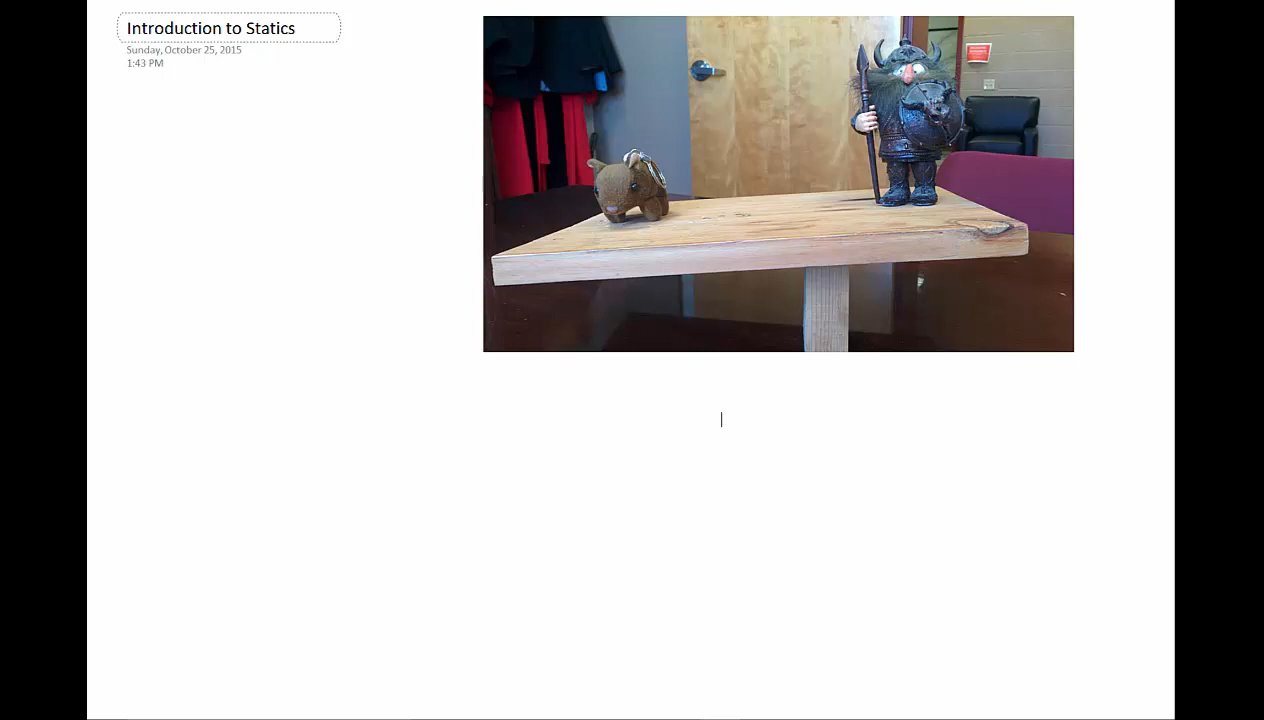 Introduction to Statics
Sunday, October 25, 2015
1:43 PM